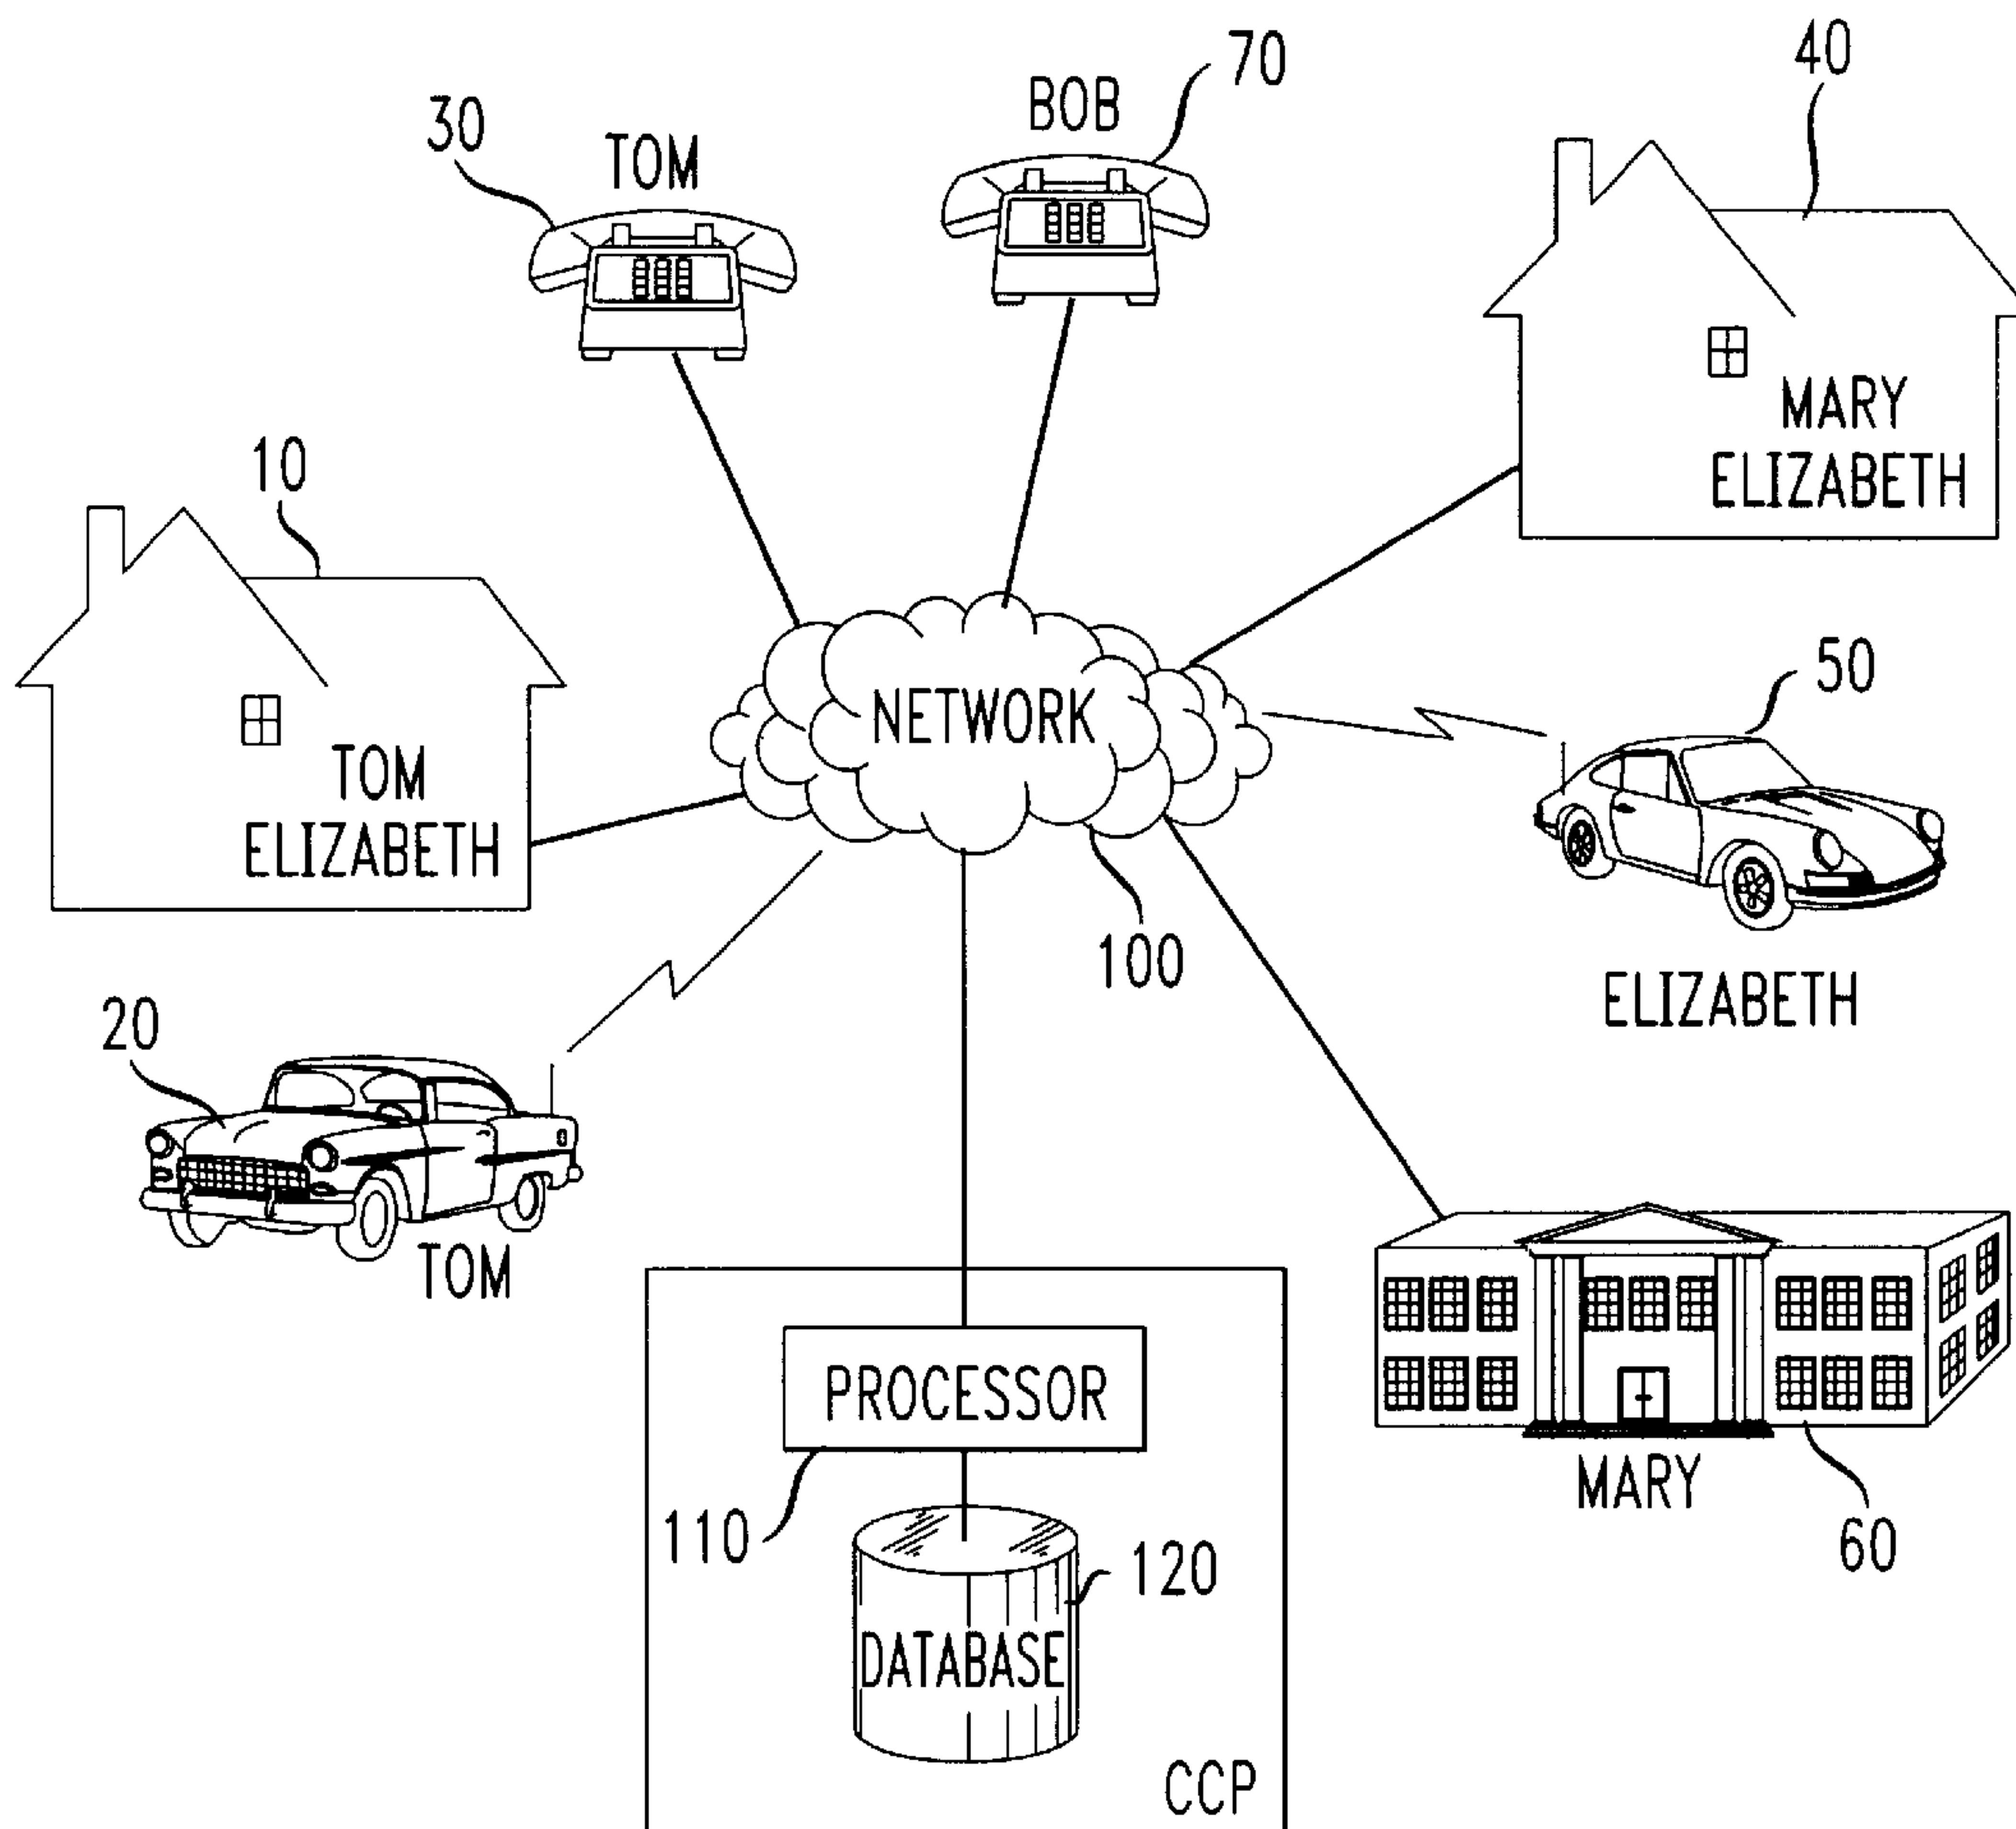 70
40
BOB
30
TOM
MARY
ELIZABETH
10
50
NETWORK
TOM
ELIZABETH
100
ELIZABETH
20
TOM
PROCESSOR
MARY
110
60
120
DATABASE
CCP